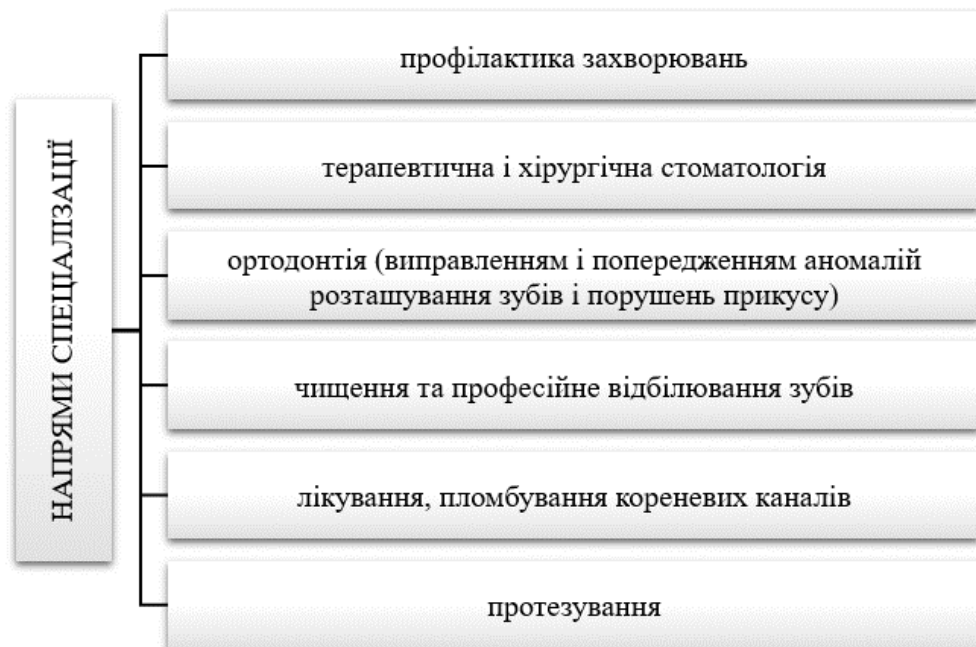 НАПРЯМИ СПЕЦІАЛІЗАЦІЇ
профілактика захворювань
терапевтична і хірургічна стоматологія
ортодонтія (виправленням і попередженням аномалій
розташування зубів і порушень прикусу)
чищення та професійне відбілювання зубів
лікування, пломбування кореневих каналів
протезування